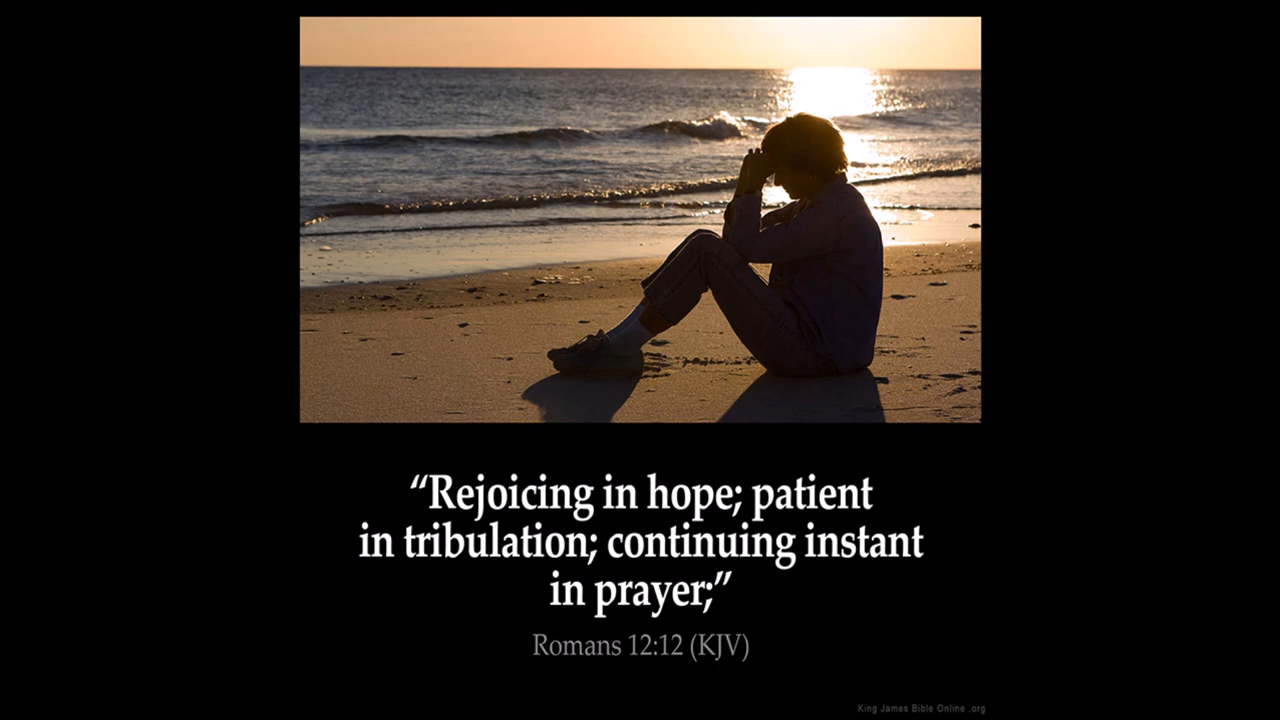 “Rejoicing in hope; patient
in tribulation; continuing instant
in prayer;”
Romans 12:12 (KJV)
King James Bible Online .org